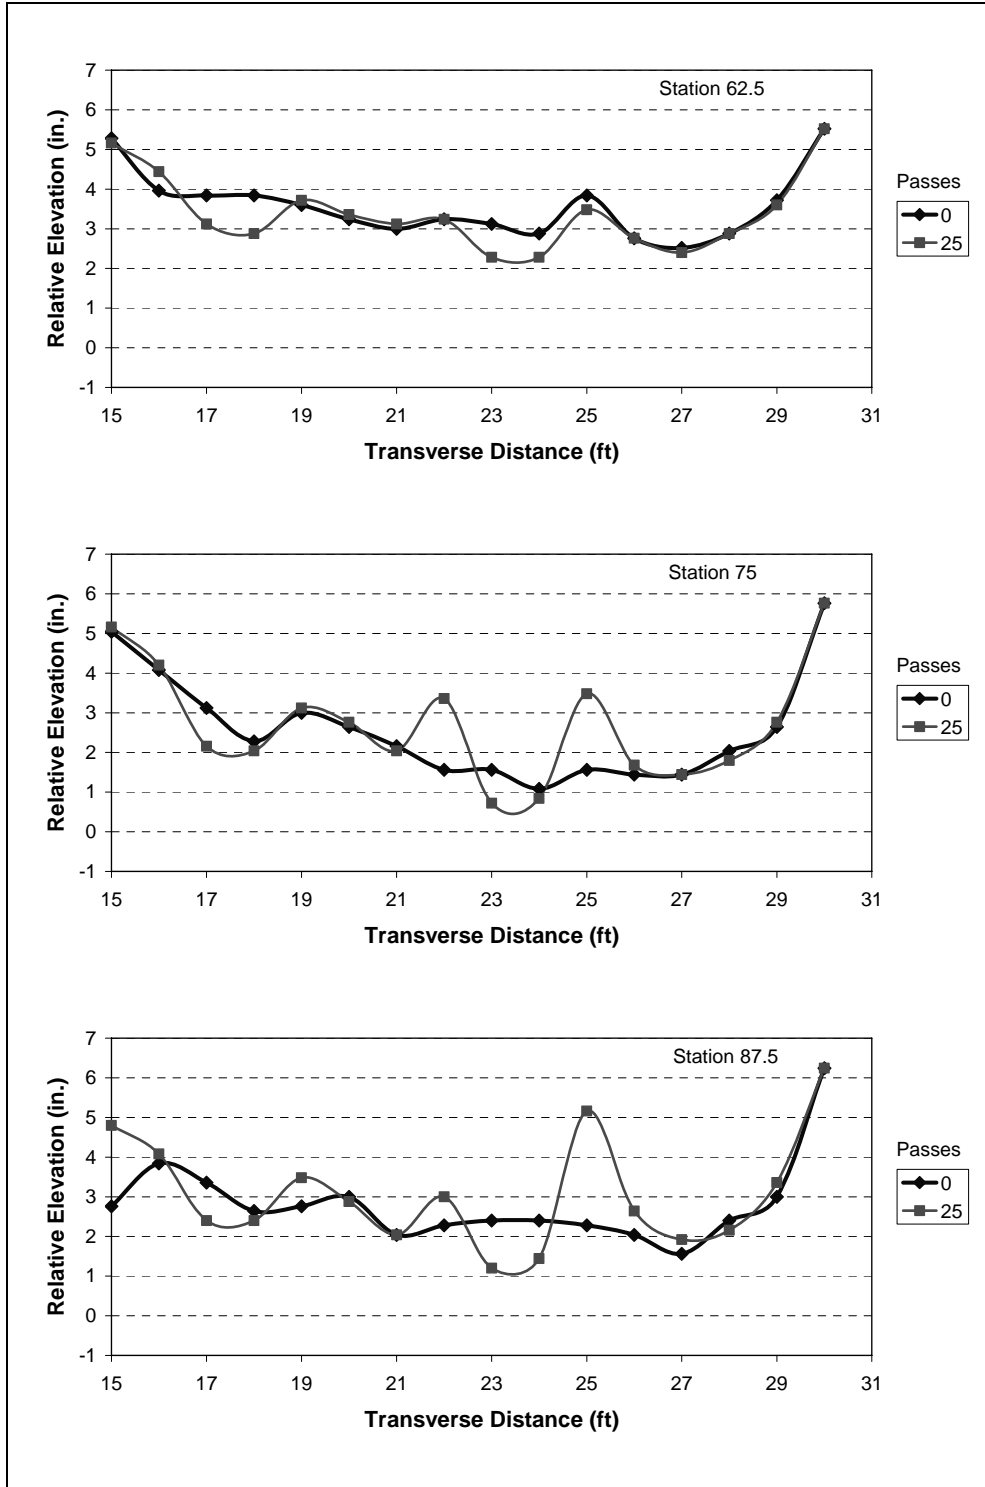 Station 62.5
7
6
5
4
3
2
1
0
-1
Relative Elevation (in.)
15 17 19 21 23 25 27 29 31
Transverse Distance (ft)
Passes
0
25
Station 75
7
6
5
4
3
2
1
0
-1
Relative Elevation (in.)
15 17 19 21 23 25 27 29 31
Transverse Distance (ft)
Passes
0
25
Station 87.5
7
6
5
4
3
2
1
0
-1
Relative Elevation (in.)
15 17 19 21 23 25 27 29 31
Transverse Distance (ft)
Passes
0
25